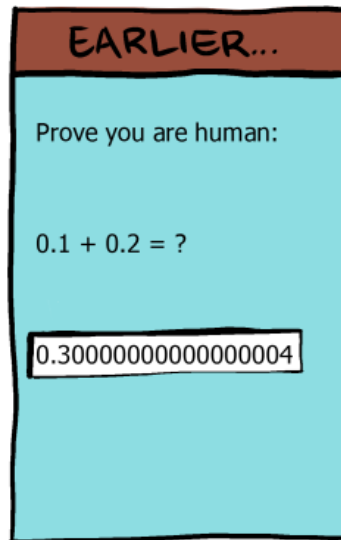 EARLIER...
Prove you are human:
0.1 + 0.2 = ?
0.30000000000000004